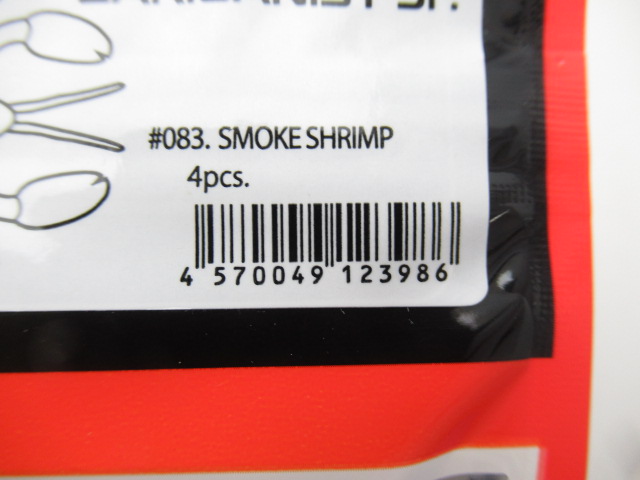 #083. SMOKE SHRIMP
4pcs.
4 570049 123986